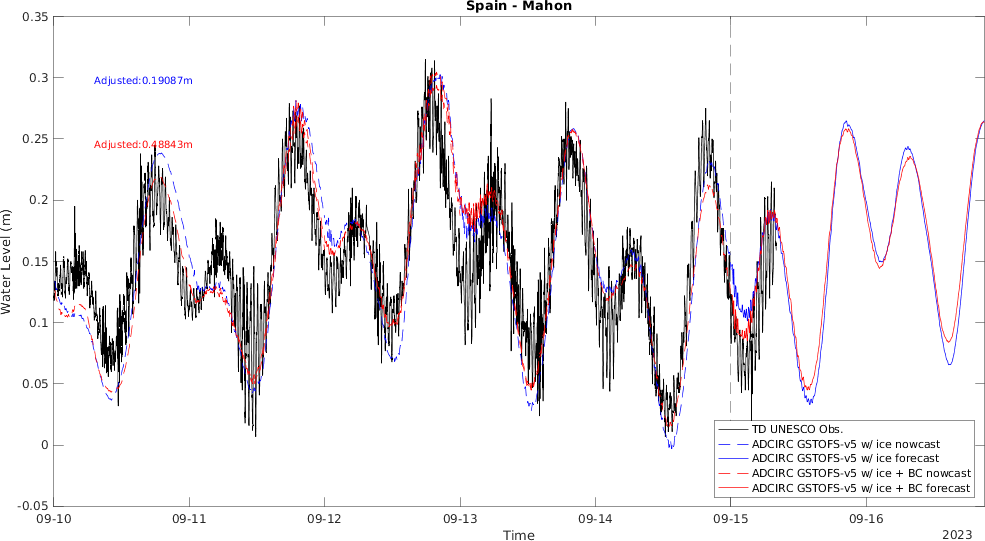 Spain - Mahon
0.35
0.3
0.25
0.2
0.15
0.1
0.05
0
-0.05
Water Level (m)
Adjusted:0.19087m
Adjusted:0.48843m
TD UNESCO Obs.
ADCIRC GSTOFS-v5 w/ ice nowcast
ADCIRC GSTOFS-v5 w/ ice forecast
ADCIRC GSTOFS-v5 w/ ice + BC nowcast
ADCIRC GSTOFS-v5 w/ ice + BC forecast
09-10 09-11 09-12 09-13 09-14 09-15 09-16
Time
2023